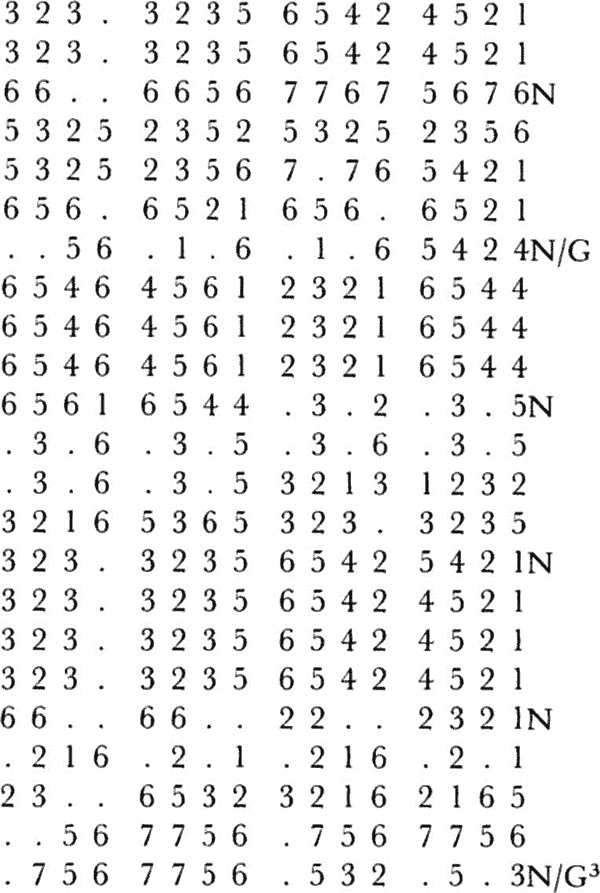 3 2 3 . 3 2 3 5 6 5 4 2 4 5 2 1
3 2 3 . 3 2 3 5 6 5 4 2 4 5 2 1
6 6 . . 6 6 5 6 7 7 6 7 5 6 7 6N
5 3 2 5 2 3 5 2 5 3 2 5 2 3 5 6
5 3 2 5 2 3 5 6 7 . 7 6 5 4 2 1
6 5 6 . 6 5 2 1 6 5 6 . 6 5 2 1
. . 5 6 . 1 . 6 . 1 . 6 5 4 2 4N/G
6 5 4 6 4 5 6 1 2 3 2 1 6 5 4 4
6 5 4 6 4 5 6 1 2 3 2 1 6 5 4 4
6 5 4 6 4 5 6 1 2 3 2 1 6 5 4 4
6 5 6 1 6 5 4 4 . 3 . 2 . 3 . 5N
. 3 . 6 . 3 . 5 . 3 . 6 . 3 . 5
. 3 . 6 . 3 . 5 3 2 1 3 1 2 3 2
3 2 1 6 5 3 6 5 3 2 3 . 3 2 3 5
3 2 3 . 3 2 3 5 6 5 4 2 5 4 2 1N
3 2 3 . 3 2 3 5 6 5 4 2 4 5 2 1
3 2 3 . 3 2 3 5 6 5 4 2 4 5 2 1
3 2 3 . 3 2 3 5 6 5 4 2 4 5 2 1
6 6 . . 6 6 . . 2 2 . . 2 3 2 1N
. 2 1 6 . 2 . 1 . 2 1 6 . 2 . 1
2 3 . . 6 5 3 2 3 2 1 6 2 1 6 5
. . 5 6 7 7 5 6 . 7 5 6 7 7 5 6
. 7 5 6 7 7 5 6 . 5 3 2 . 5 . 3N/G³